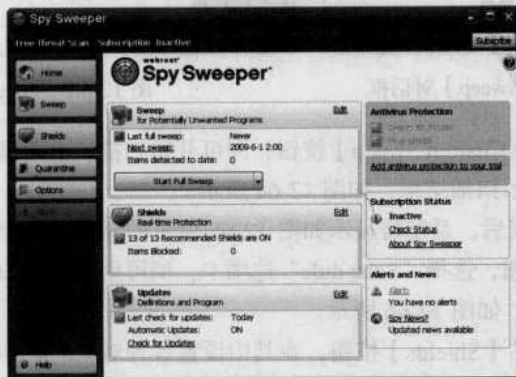 Spy Sweeper
Free Threat Scan Subscription Inactive
Subscribe
Home
Sweep
Shields
Quarantine
Options
Help
webroot
Spy Sweeper
Sweep
for Potentially Unwanted Programs
Edit
Last full sweep: Never
Next sweep: 2009-6-1 2:00
Items detected to date: 0
Start Full Sweep
Shields
Real-time Protection
Edit
13 of 13 Recommended Shields are ON
Items Blocked: 0
Updates
Definitions and Program
Edit
Last check for updates: Today
Automatic Updates: ON
Check for Updates
Antivirus Protection
Add antivirus protection to your trial
Subscription Status
Inactive
Check Status
About Spy Sweeper
Alerts and News
Alerts
You have no alerts
Spy News?
Updated news available